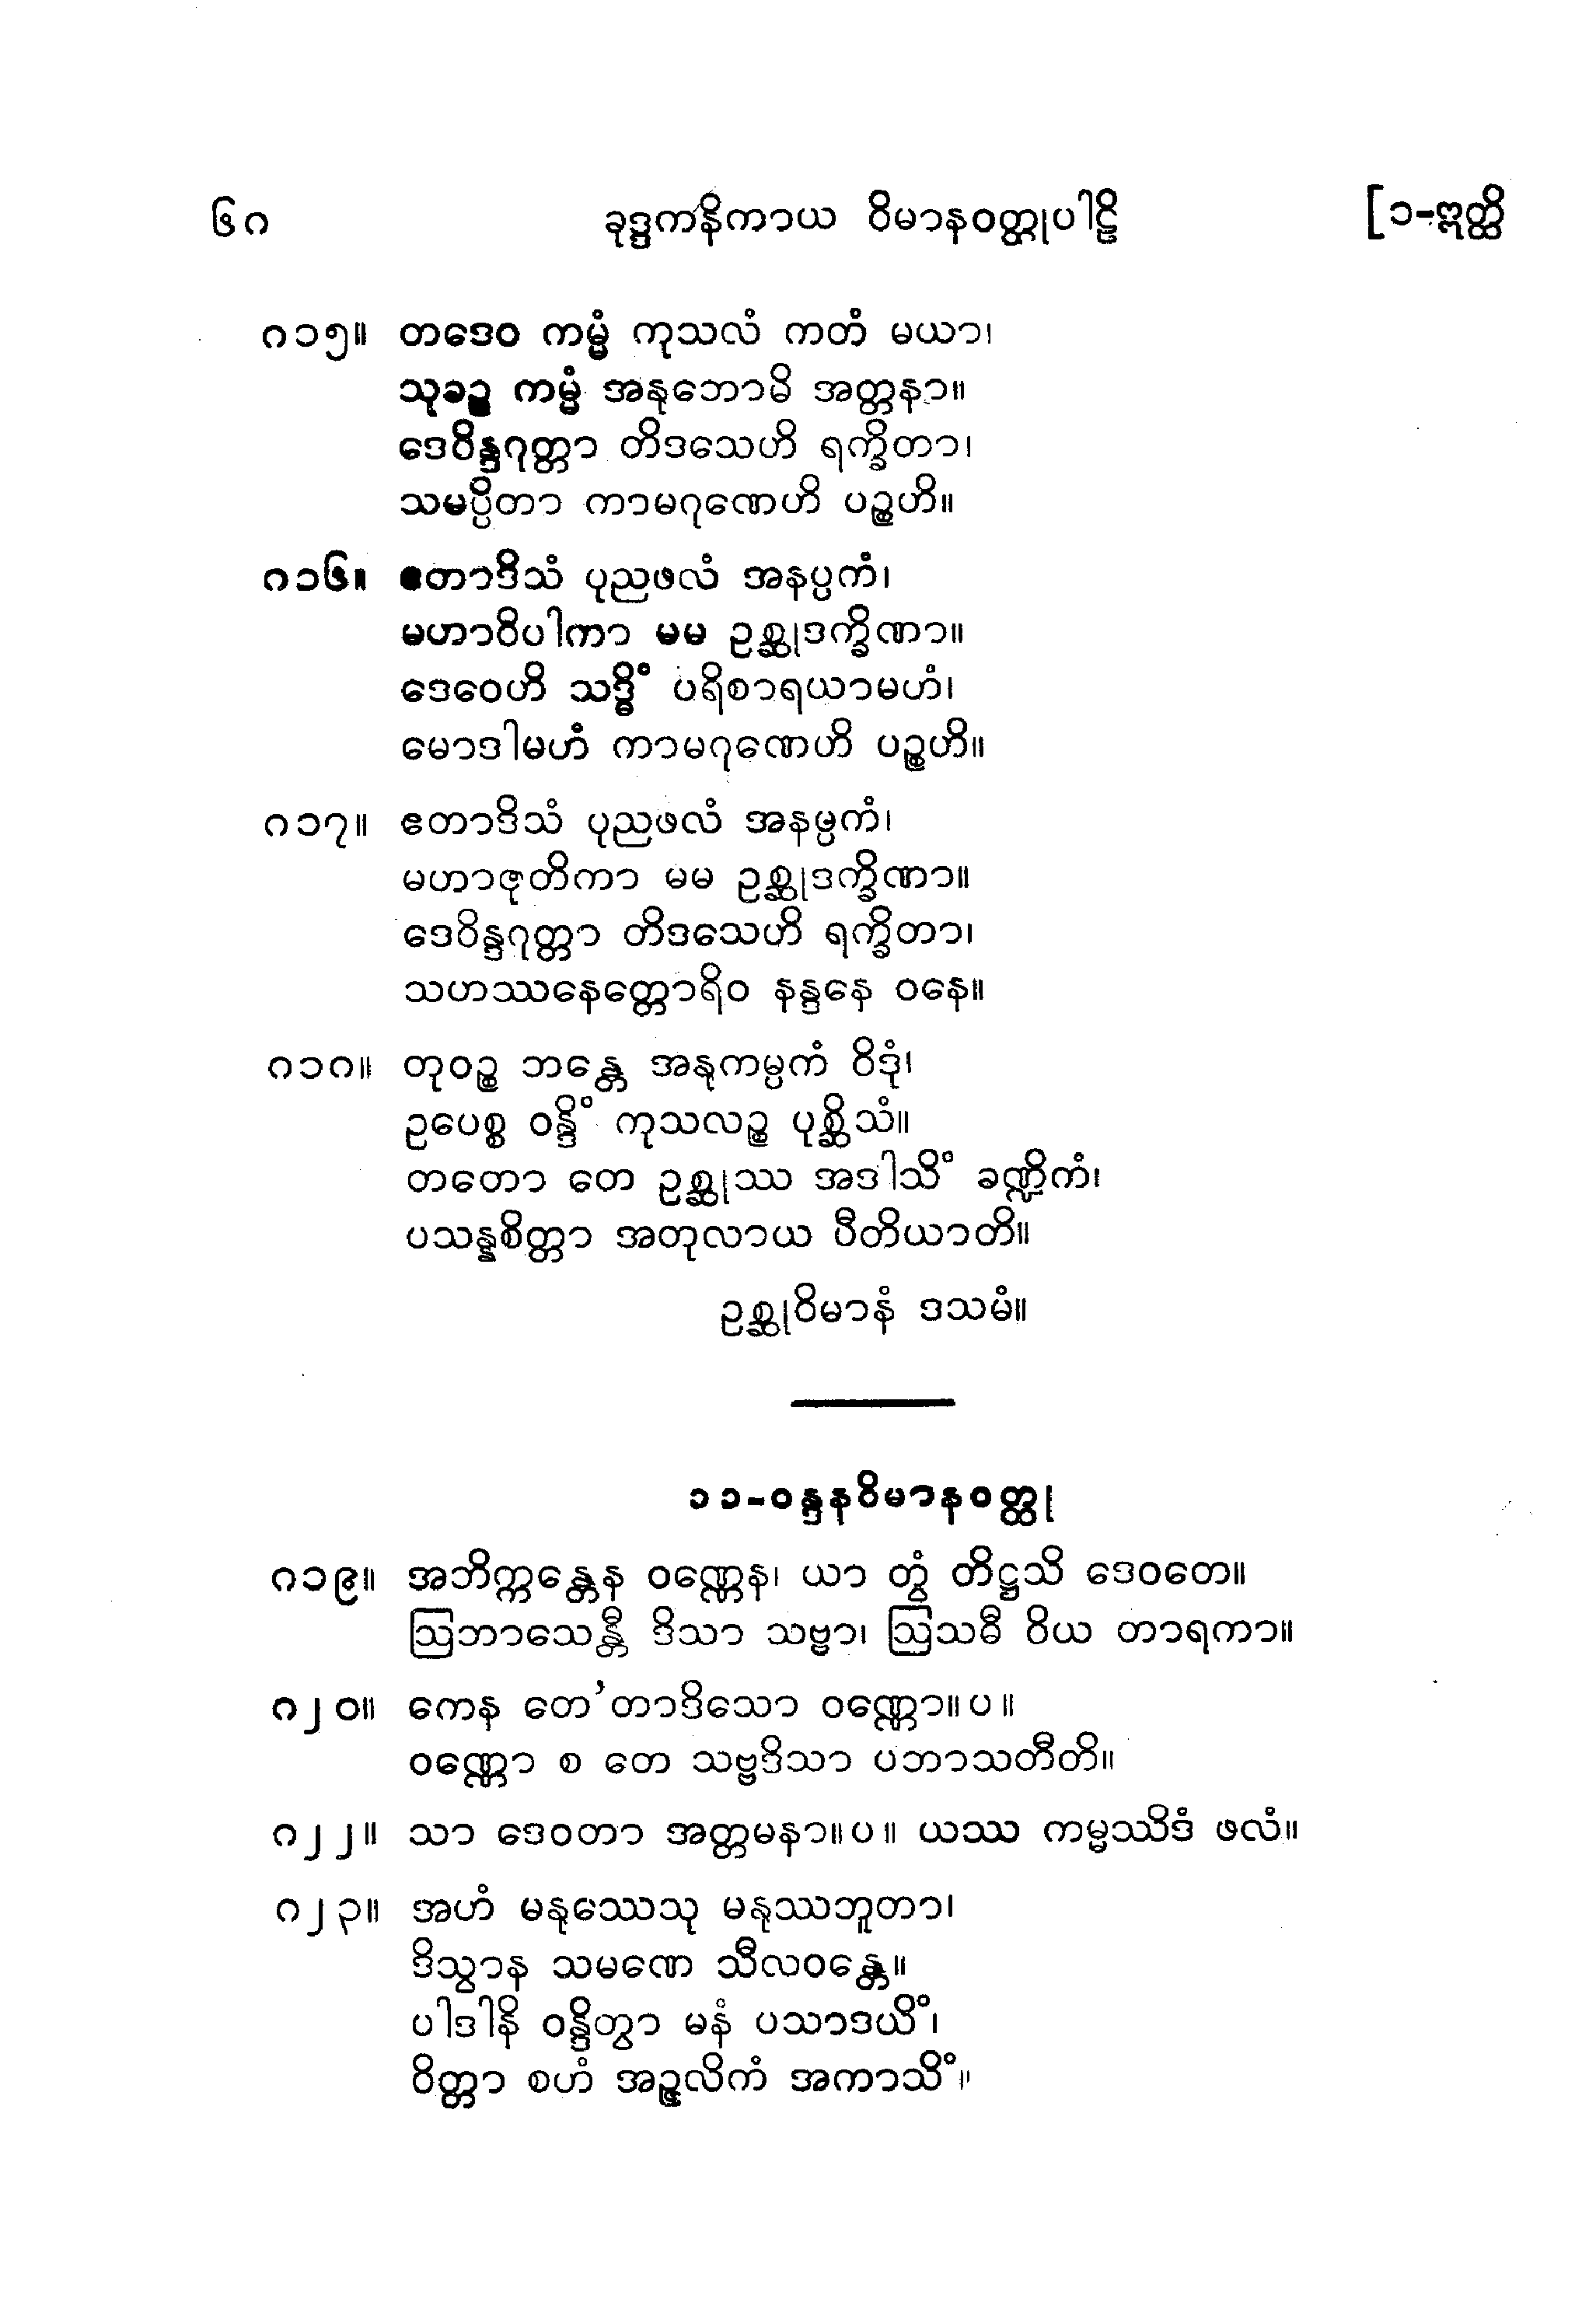 ၆၈ ခုဒ္ဒကနိကာယ ဝိမာနဝတ္ထုပါဠိ [၁-ဣတ္ထိ
၈၁၅။ တဒေဝ ကမ္မံ ကုသလံ ကတံ မယာ၊
သုခဉ္စ ကမ္မံ အနုဘောမိ အတ္တနာ။
ဒေဝိန္ဒဂုတ္တာ တိဒသေဟိ ရက္ခိတာ၊
သမပ္ပိတာ ကာမဂုဏေဟိ ပဉ္စဟိ။
၈၁၆။ ဧတာဒိသံ ပုညဖလံ အနပ္ပကံ၊
မဟာဝိပါကာ မမ ဥစ္ဆုဒက္ခိဏာ။
ဒေဝေဟိ သဒ္ဓိံ ပရိစာရယာမဟံ၊
မောဒါမဟံ ကာမဂုဏေဟိ ပဉ္စဟိ။
၈၁၇။ ဧတာဒိသံ ပုညဖလံ အနပ္ပကံ၊
မဟာဇုတိကာ မမ ဥစ္ဆုဒက္ခိဏာ။
ဒေဝိန္ဒဂုတ္တာ တိဒသေဟိ ရက္ခိတာ၊
သဟဿနေတ္တောရိဝ နန္ဒနေ ဝနေ။
၈၁၈။ တုဝဉ္စ ဘန္တေ အနုကမ္ပကံ ဝိဒုံ၊
ဥပေစ္စ ဝန္ဒိံ ကုသလဉ္စ ပုစ္ဆိသံ။
တတော တေ ဥစ္ဆုဿ အဒါသိံ ခဏ္ဍိကံ၊
ပသန္နစိတ္တာ အတုလာယ ပီတိယာတိ။
ဥစ္ဆုဝိမာနံ ဒသမံ။
၁၁-ဝန္ဒနဝိမာနဝတ္ထု
၈၁၉။ အဘိက္ကန္တေန ဝဏ္ဏေန၊ ယာ တွံ တိဋ္ဌသိ ဒေဝတေ။
ဩဘာသေန္တီ ဒိသာ သဗ္ဗာ၊ ဩသဓီ ဝိယ တာရကာ။
၈၂၀။ ကေန တေ’တာဒိသော ဝဏ္ဏော။ပ။
ဝဏ္ဏော စ တေ သဗ္ဗဒိသာ ပဘာသတီတိ။
၈၂၂။ သာ ဒေဝတာ အတ္တမနာ။ပ။ ယဿ ကမ္မဿိဒံ ဖလံ။
၈၂၃။ အဟံ မနုဿေသု မနုဿဘူတာ၊
ဒိသွာန သမဏေ သီလဝန္တေ။
ပါဒါနိ ဝန္ဒိတွာ မနံ ပသာဒယိံ၊
ဝိတ္တာ စဟံ အဉ္ဇလိကံ အကာသိံ။